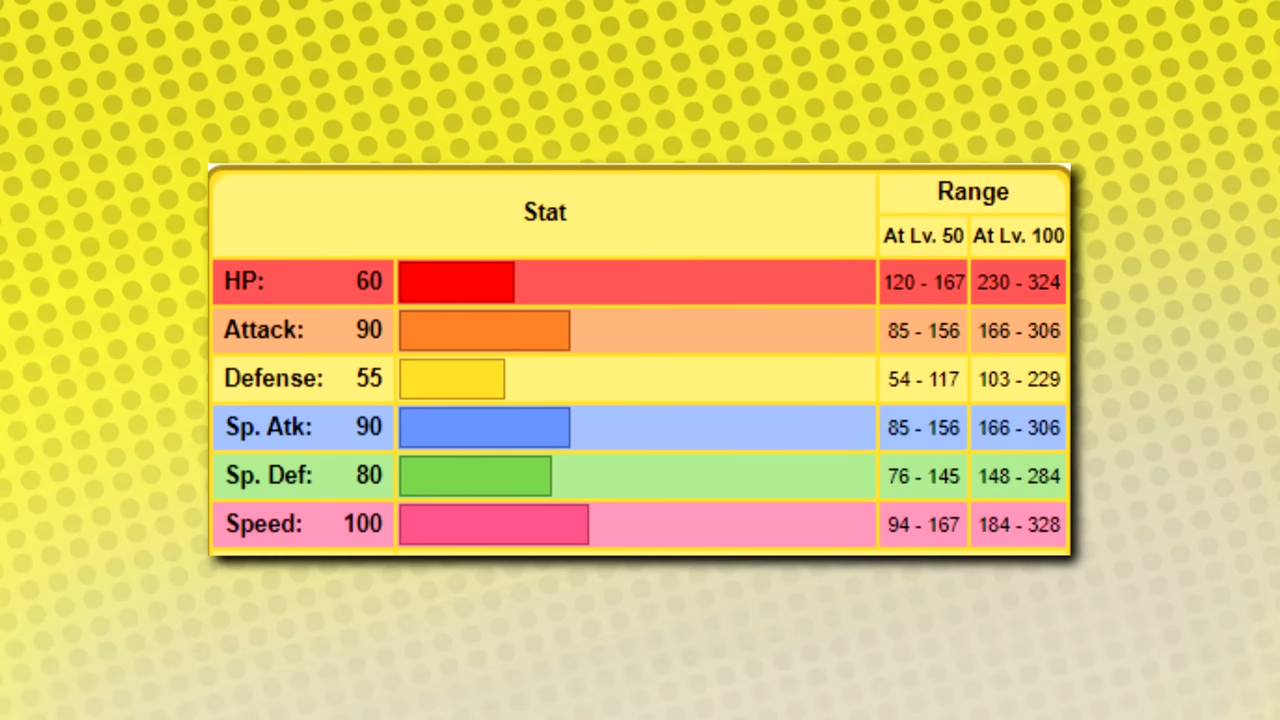 Stat Range
At Lv. 50 At Lv. 100
HP: 60 120 - 167 230 - 324
Attack: 90 85 - 156 166 - 306
Defense: 55 54 - 117 103 - 229
Sp. Atk: 90 85 - 156 166 - 306
Sp. Def: 80 76 - 145 148 - 284
Speed: 100 94 - 167 184 - 328